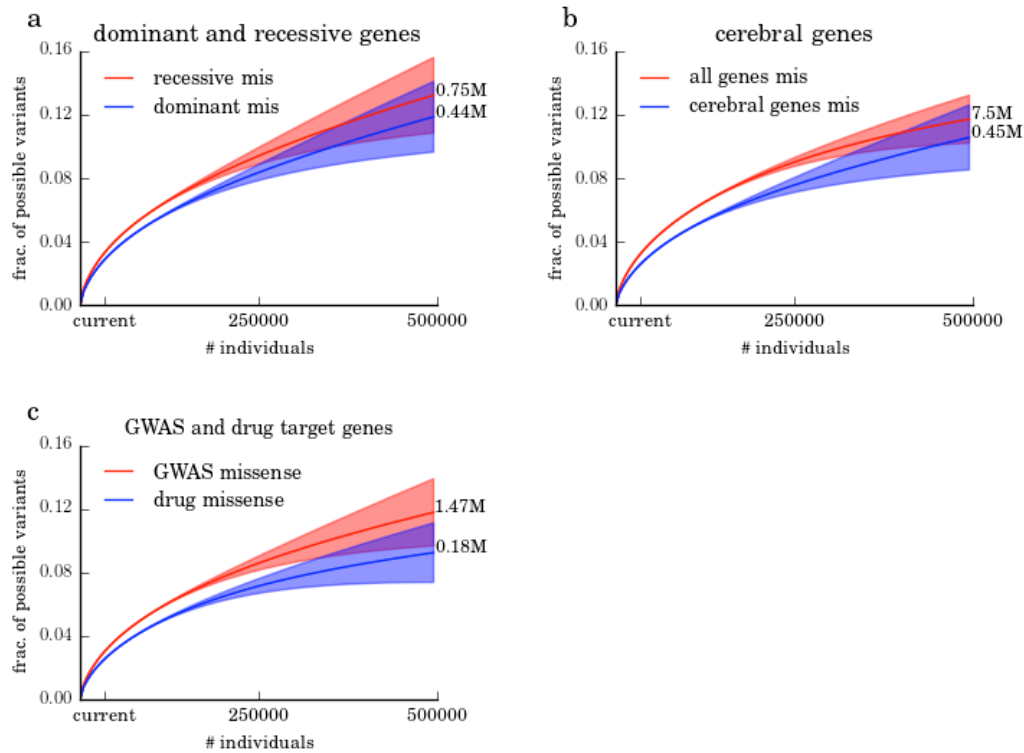 a
dominant and recessive genes
0.16
0.12
0.08
0.04
0.00
frac. of possible variants
recessive mis
dominant mis
0.75M
0.44M
current
250000
500000
# individuals
b
cerebral genes
0.16
0.12
0.08
0.04
0.00
frac. of possible variants
all genes mis
cerebral genes mis
7.5M
0.45M
current
250000
500000
# individuals
c
GWAS and drug target genes
0.16
0.12
0.08
0.04
0.00
frac. of possible variants
GWAS missense
drug missense
1.47M
0.18M
current
250000
500000
# individuals